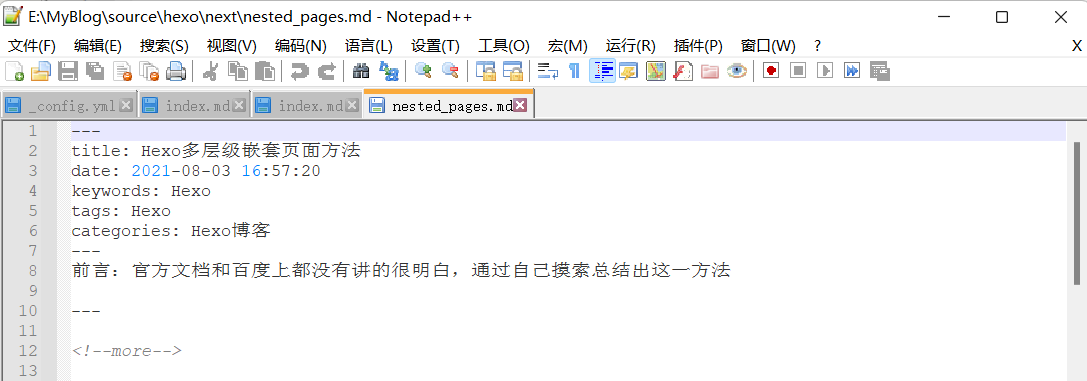 E:\MyBlog\source\hexo\next\nested_pages.md - Notepad++
文件(F) 编辑(E) 搜索(S) 视图(V) 编码(N) 语言(L) 设置(T) 工具(O) 宏(M) 运行(R) 插件(P) 窗口(W) ? X
_config.yml index.md index.md nested_pages.md
1 ---
2 title: Hexo多层级嵌套页面方法
3 date: 2021-08-03 16:57:20
4 keywords: Hexo
5 tags: Hexo
6 categories: Hexo博客
7 ---
8 前言：官方文档和百度上都没有讲的很明白，通过自己摸索总结出这一方法
9
10 ---
11
12 <!--more-->
13